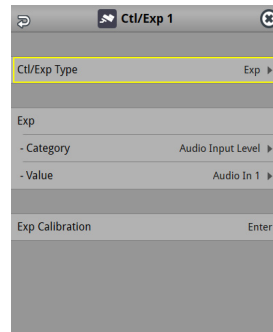 Ctl/Exp 1
Ctl/Exp Type Exp
Exp
- Category Audio Input Level
- Value Audio In 1
Exp Calibration Enter